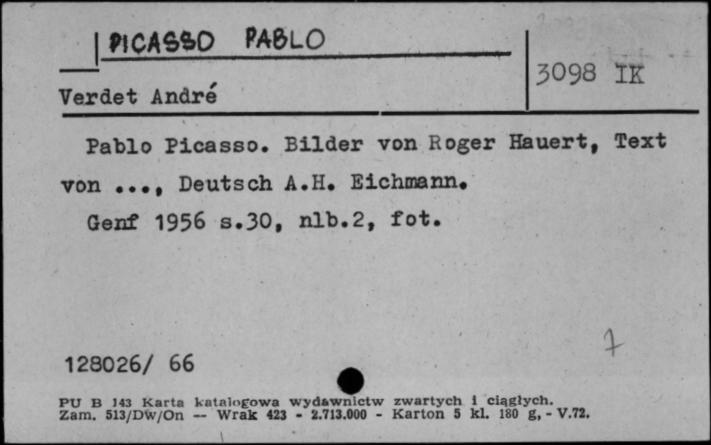 PICASSO PABLO
3098 IK
Verdet André
Pablo Picasso. Bilder von Roger Hauert, Text
von ..., Deutsch A.H. Eichmann.
Genf 1956 s.30, nlb.2, fot.
7
128026/ 66
PU B 143 Karta katalogowa wydawnictw zwartych i ciągłych.
Zam. 513/DW/On — Wrak 423 - 2.713.000 - Karton 5 kl. 180 g, - V.72.